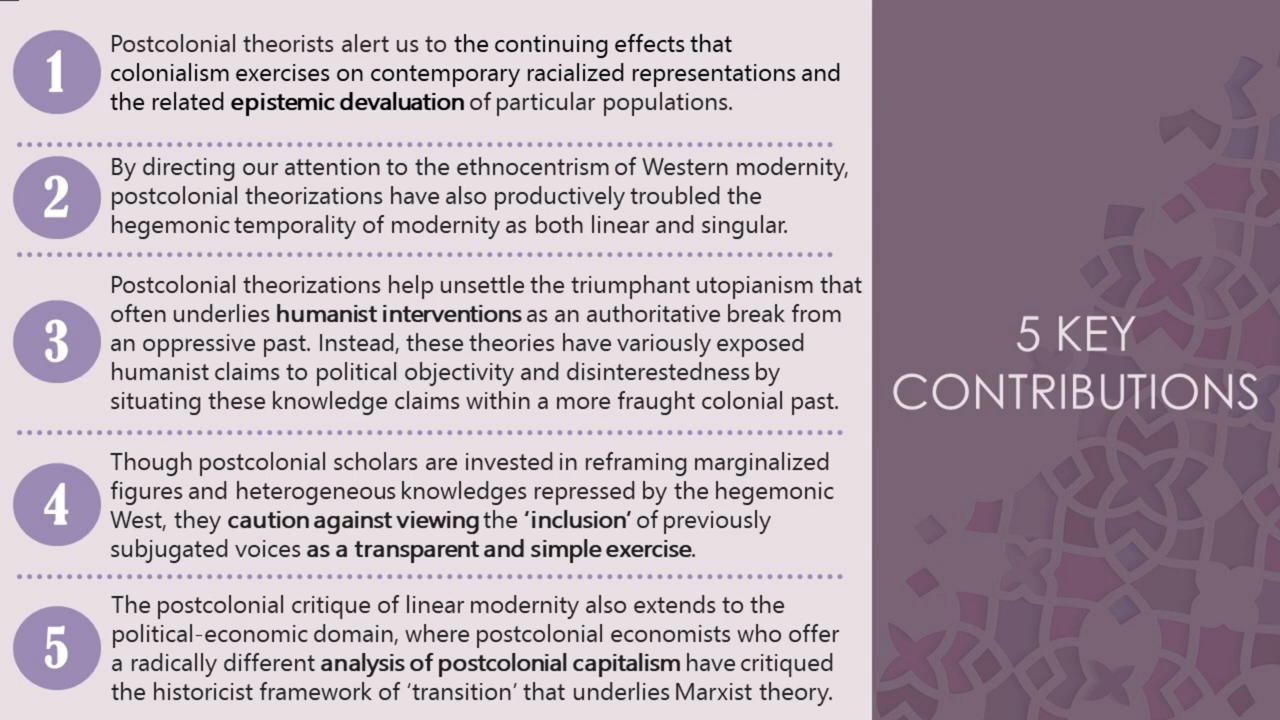 1
Postcolonial theorists alert us to the continuing effects that
colonialism exercises on contemporary racialized representations and
the related epistemic devaluation of particular populations.
2
By directing our attention to the ethnocentrism of Western modernity,
postcolonial theorizations have also productively troubled the
hegemonic temporality of modernity as both linear and singular.
3
Postcolonial theorizations help unsettle the triumphant utopianism that
often underlies humanist interventions as an authoritative break from
an oppressive past. Instead, these theories have variously exposed
humanist claims to political objectivity and disinterestedness by
situating these knowledge claims within a more fraught colonial past.
4
Though postcolonial scholars are invested in reframing marginalized
figures and heterogeneous knowledges repressed by the hegemonic
West, they caution against viewing the ‘inclusion’ of previously
subjugated voices as a transparent and simple exercise.
5
The postcolonial critique of linear modernity also extends to the
political-economic domain, where postcolonial economists who offer
a radically different analysis of postcolonial capitalism have critiqued
the historicist framework of ‘transition’ that underlies Marxist theory.
5 KEY
CONTRIBUTIONS